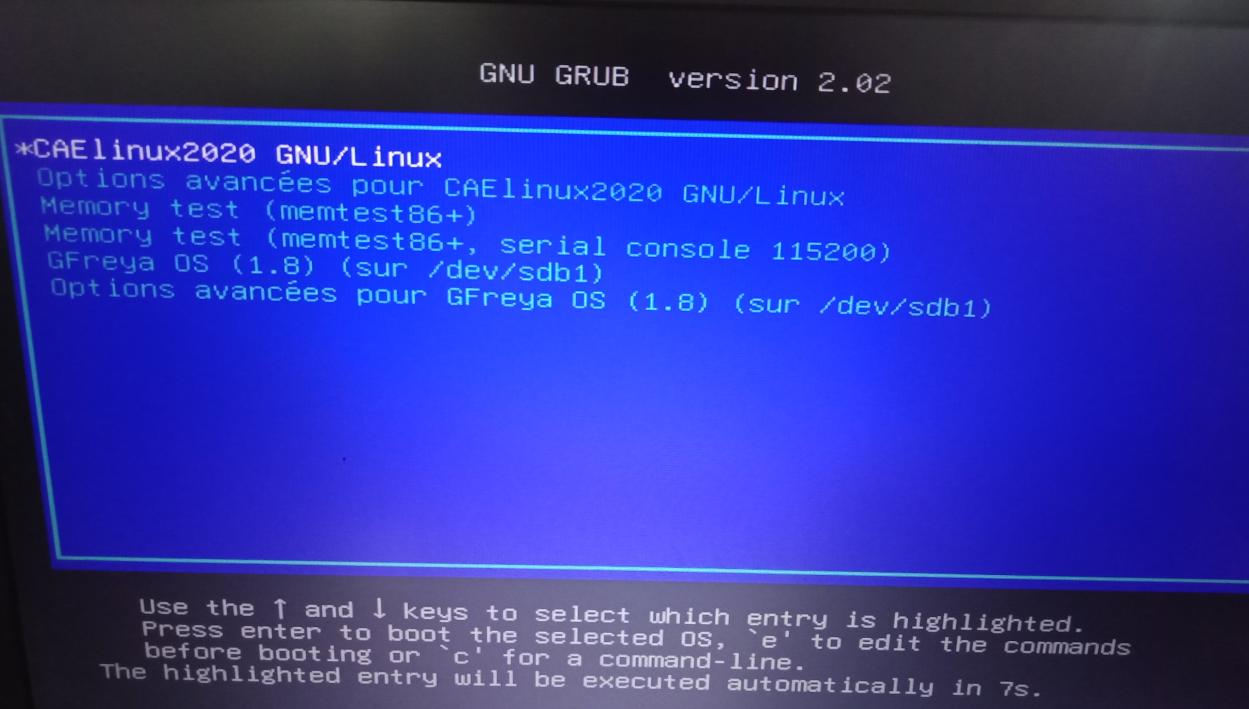 GNU GRUB version 2.02
*CAElinux2020 GNU/Linux
Options avancées pour CAElinux2020 GNU/Linux
Memory test (memtest86+)
Memory test (memtest86+, serial console 115200)
GFreya OS (1.8) (sur /dev/sdb1)
Options avancées pour GFreya OS (1.8) (sur /dev/sdb1)
Use the ↑ and ↓ keys to select which entry is highlighted.
Press enter to boot the selected OS, `e' to edit the commands
before booting or `c' for a command-line.
The highlighted entry will be executed automatically in 7s.